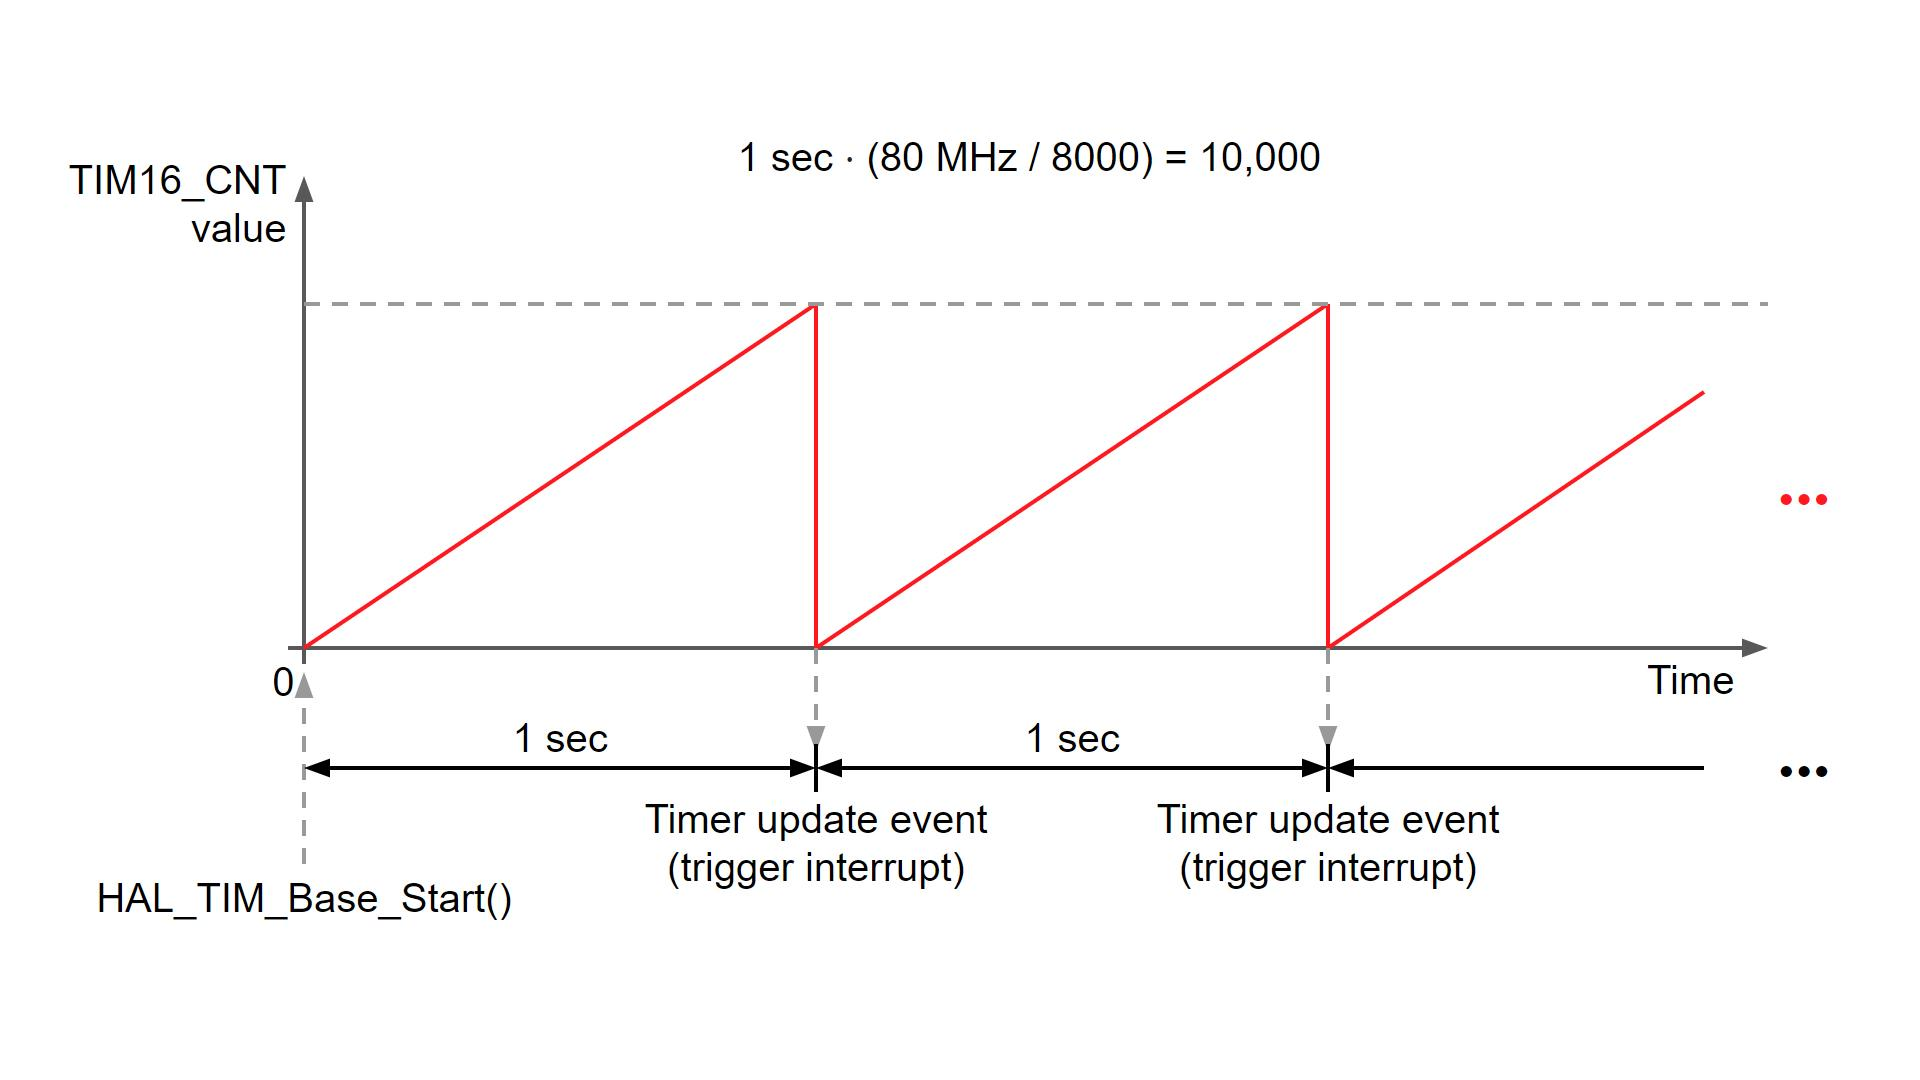 1 sec · (80 MHz / 8000) = 10,000
TIM16_CNT
value
0
Time
1 sec
1 sec
Timer update event
(trigger interrupt)
Timer update event
(trigger interrupt)
HAL_TIM_Base_Start()